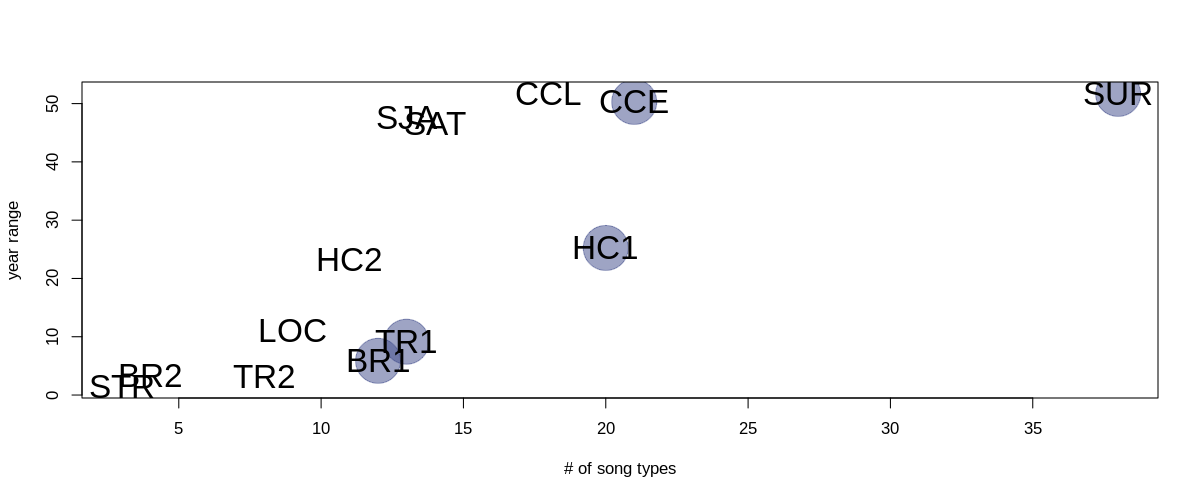 CCL
CCE
SUR
SJA
SAT
HC1
HC2
LOC
TR1
BR1
BR2
TR2
STR
50
40
30
20
10
0
year range
5 10 15 20 25 30 35
# of song types